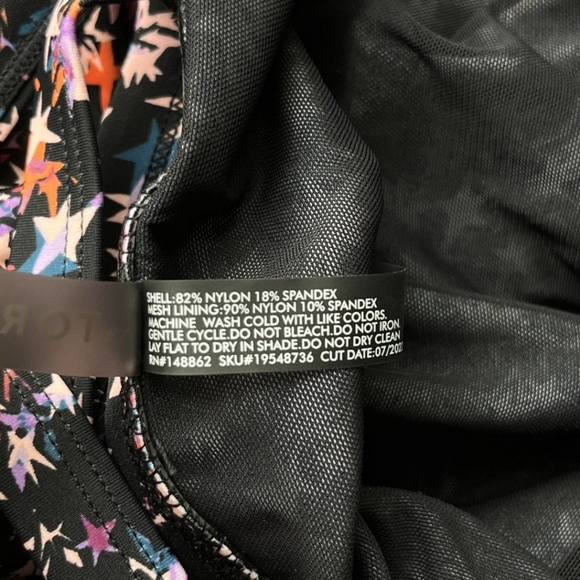 SHELL:82% NYLON 18% SPANDEX
MESH LINING:90% NYLON 10% SPANDEX
MACHINE WASH COLD WITH LIKE COLORS.
GENTLE CYCLE.DO NOT BLEACH.DO NOT IRON.
LAY FLAT TO DRY IN SHADE.DO NOT DRY CLEAN
RN#148862 SKU#19548736 CUT DATE:07/202